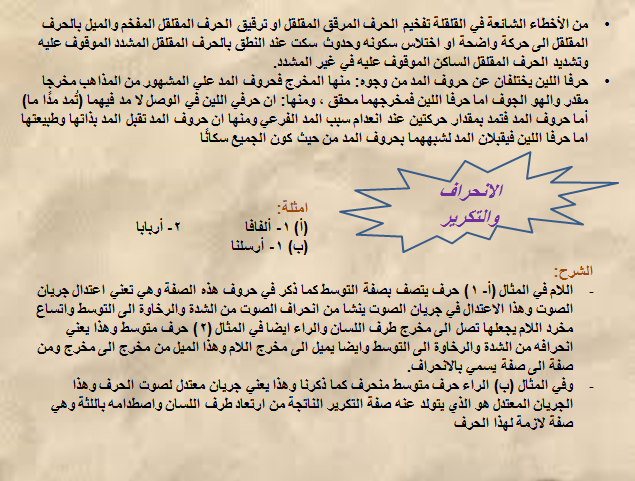 من الأخطاء الشائعة في القلقلة تفخيم الحرف المرقق المقلقل او ترقيق الحرف المقلقل المفخم والميل بالحرف
المقلقل الى حركة واضحة او اختلاس سكونه وحدوث سكت عند النطق بالحرف المقلقل المشدد الموقوف عليه
وتشديد الحرف المقلقل الساكن الموقوف عليه في غير المشدد.
حرفا اللين يختلفان عن حروف المد من وجوه: منها المخرج فحروف المد علي المشهور من المذاهب مخرجها
مقدر والهو الجوف اما حرفا اللين فمخرجهما محقق ، ومنها: ان حرفي اللين في الوصل لا مد فيهما (تُمد مدًا ما)
أما حروف المد فتمد بمقدار حركتين عند انعدام سبب المد الفرعي ومنها ان حروف المد تقبل المد بذاتها وطبيعتها
اما حرفا اللين فيقبلان المد لشبههما بحروف المد من حيث كون الجميع سكانًا
الانحراف
والتكرير
امثلة:
(أ) ١- ألفافا ٢- أربابا
(ب) ١- أرسلنا
الشرح:
- اللام في المثال (أ- ١) حرف يتصف بصفة التوسط كما ذكر في حروف هذه الصفة وهي تعني اعتدال جريان
الصوت وهذا الاعتدال في جريان الصوت ينشا من انحراف الصوت من الشدة والرخاوة الى التوسط واتساع
مخرد اللام يجعلها تصل الى مخرج طرف اللسان والراء ايضا في المثال (٢) حرف متوسط وهذا يعني
انحرافه من الشدة والرخاوة الى التوسط وايضا يميل الى مخرج اللام وهذا الميل من مخرج الى مخرج ومن
صفة الى صفة يسمي بالانحراف.
- وفي المثال (ب) الراء حرف متوسط منحرف كما ذكرنا وهذا يعني جريان معتدل لصوت الحرف وهذا
الجريان المعتدل هو الذي يتولد عنه صفة التكرير الناتجة من ارتعاد طرف اللسان واصطدامه باللثة وهي
صفة لازمة لهذا الحرف